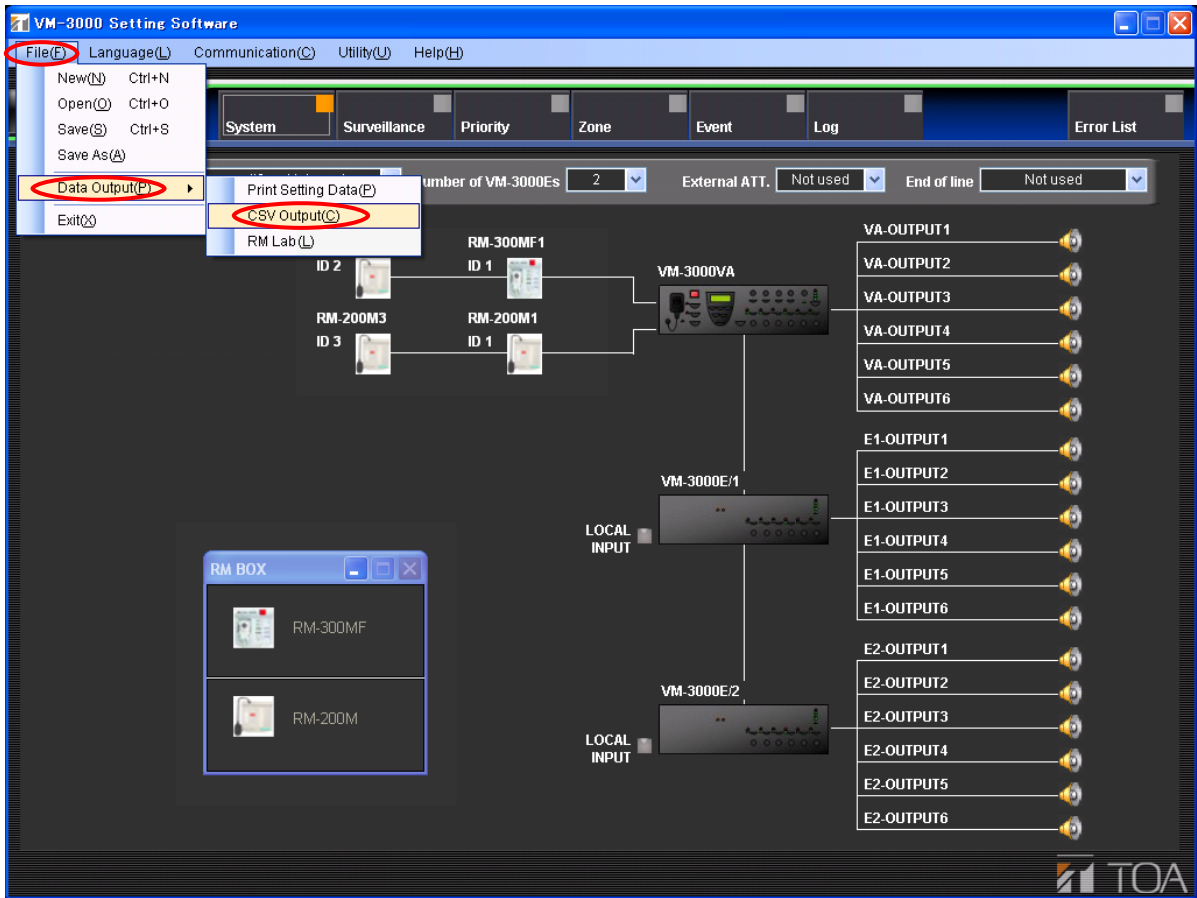 VM-3000 Setting Software
File(F) Language(L) Communication(C) Utility(U) Help(H)
New(N) Ctrl+N
Open(O) Ctrl+O
Save(S) Ctrl+S
Save As(A)
Data Output(P)
Exit(X)
Print Setting Data(P)
CSV Output(C)
RM Lab(L)
System Surveillance Priority Zone Event Log Error List
of VM-3000Es 2 External ATT. Not used End of line Not used
RM-300MF1
ID 2 ID 1
RM-200M3 RM-200M1
ID 3 ID 1
VM-3000VA
VA-OUTPUT1
VA-OUTPUT2
VA-OUTPUT3
VA-OUTPUT4
VA-OUTPUT5
VA-OUTPUT6
VM-3000E/1
LOCAL INPUT
E1-OUTPUT1
E1-OUTPUT2
E1-OUTPUT3
E1-OUTPUT4
E1-OUTPUT5
E1-OUTPUT6
RM BOX
RM-300MF
RM-200M
VM-3000E/2
LOCAL INPUT
E2-OUTPUT1
E2-OUTPUT2
E2-OUTPUT3
E2-OUTPUT4
E2-OUTPUT5
E2-OUTPUT6
TOA